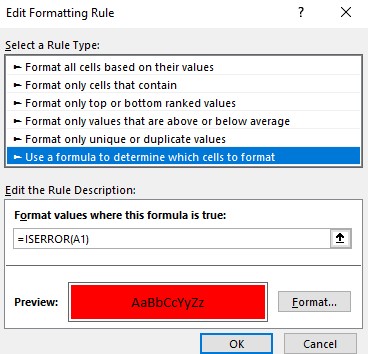 Edit Formatting Rule
?
Select a Rule Type:
► Format all cells based on their values
► Format only cells that contain
► Format only top or bottom ranked values
► Format only values that are above or below average
► Format only unique or duplicate values
► Use a formula to determine which cells to format
Edit the Rule Description:
Format values where this formula is true:
=ISERROR(A1)
Preview:
AaBbCcYyZz
Format...
OK
Cancel